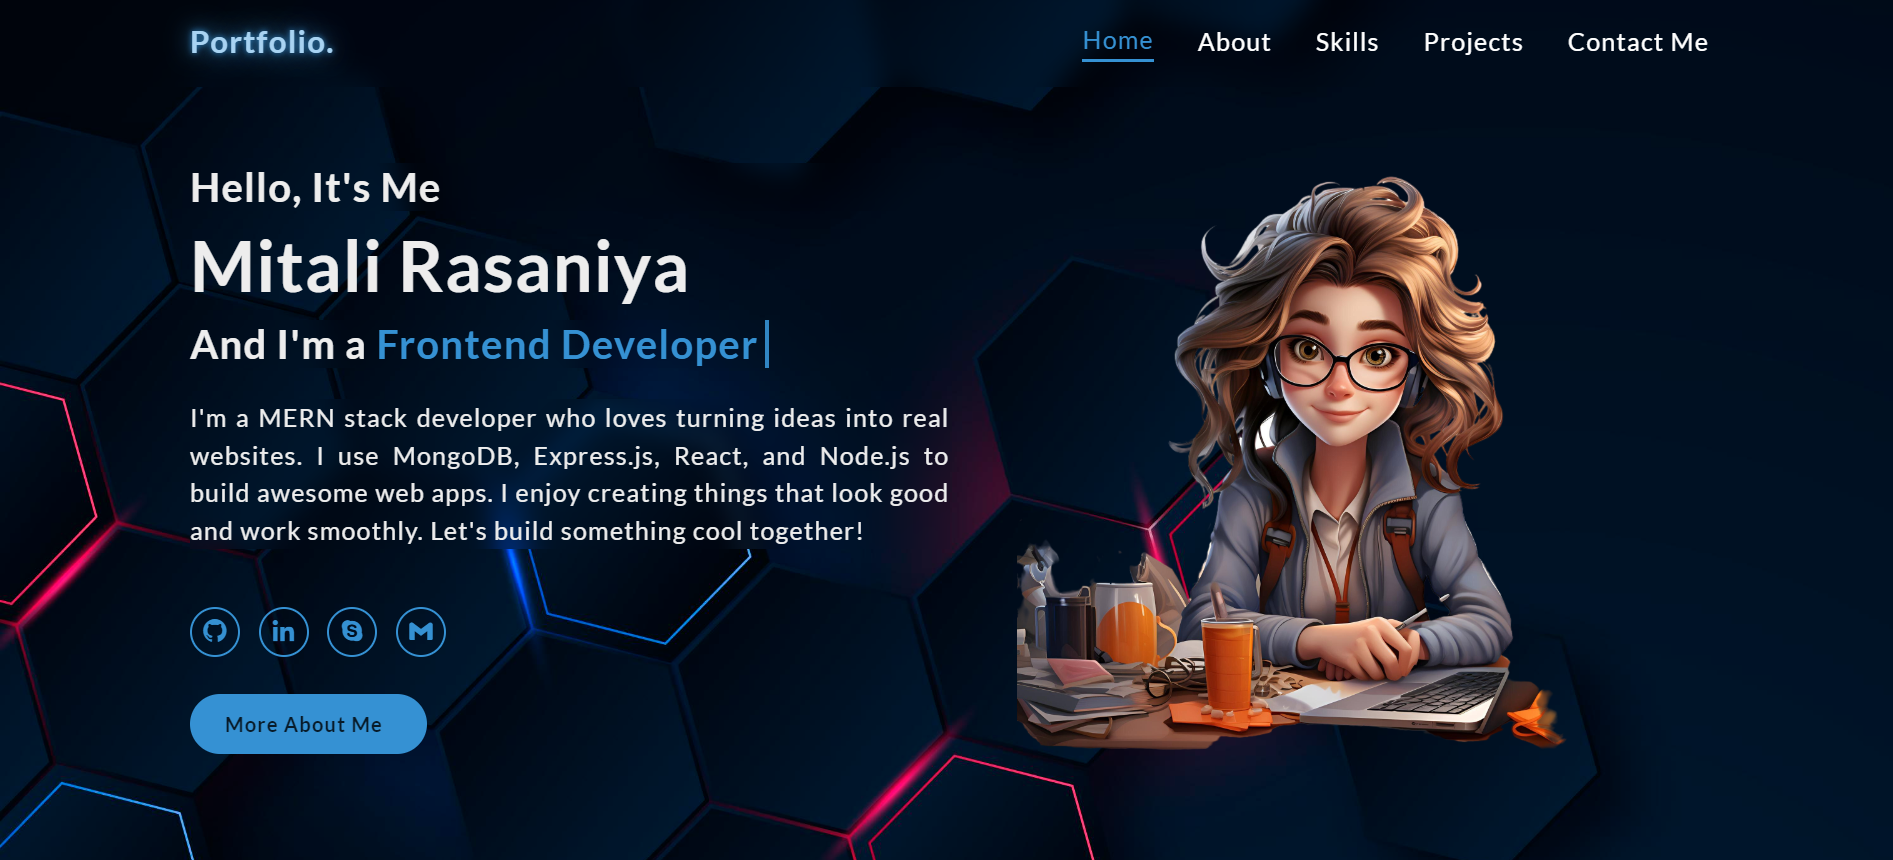 Portfolio.
Home About Skills Projects Contact Me
Hello, It's Me
Mitali Rasaniya
And I'm a Frontend Developer
I'm a MERN stack developer who loves turning ideas into real
websites. I use MongoDB, Express.js, React, and Node.js to
build awesome web apps. I enjoy creating things that look good
and work smoothly. Let's build something cool together!
in
More About Me